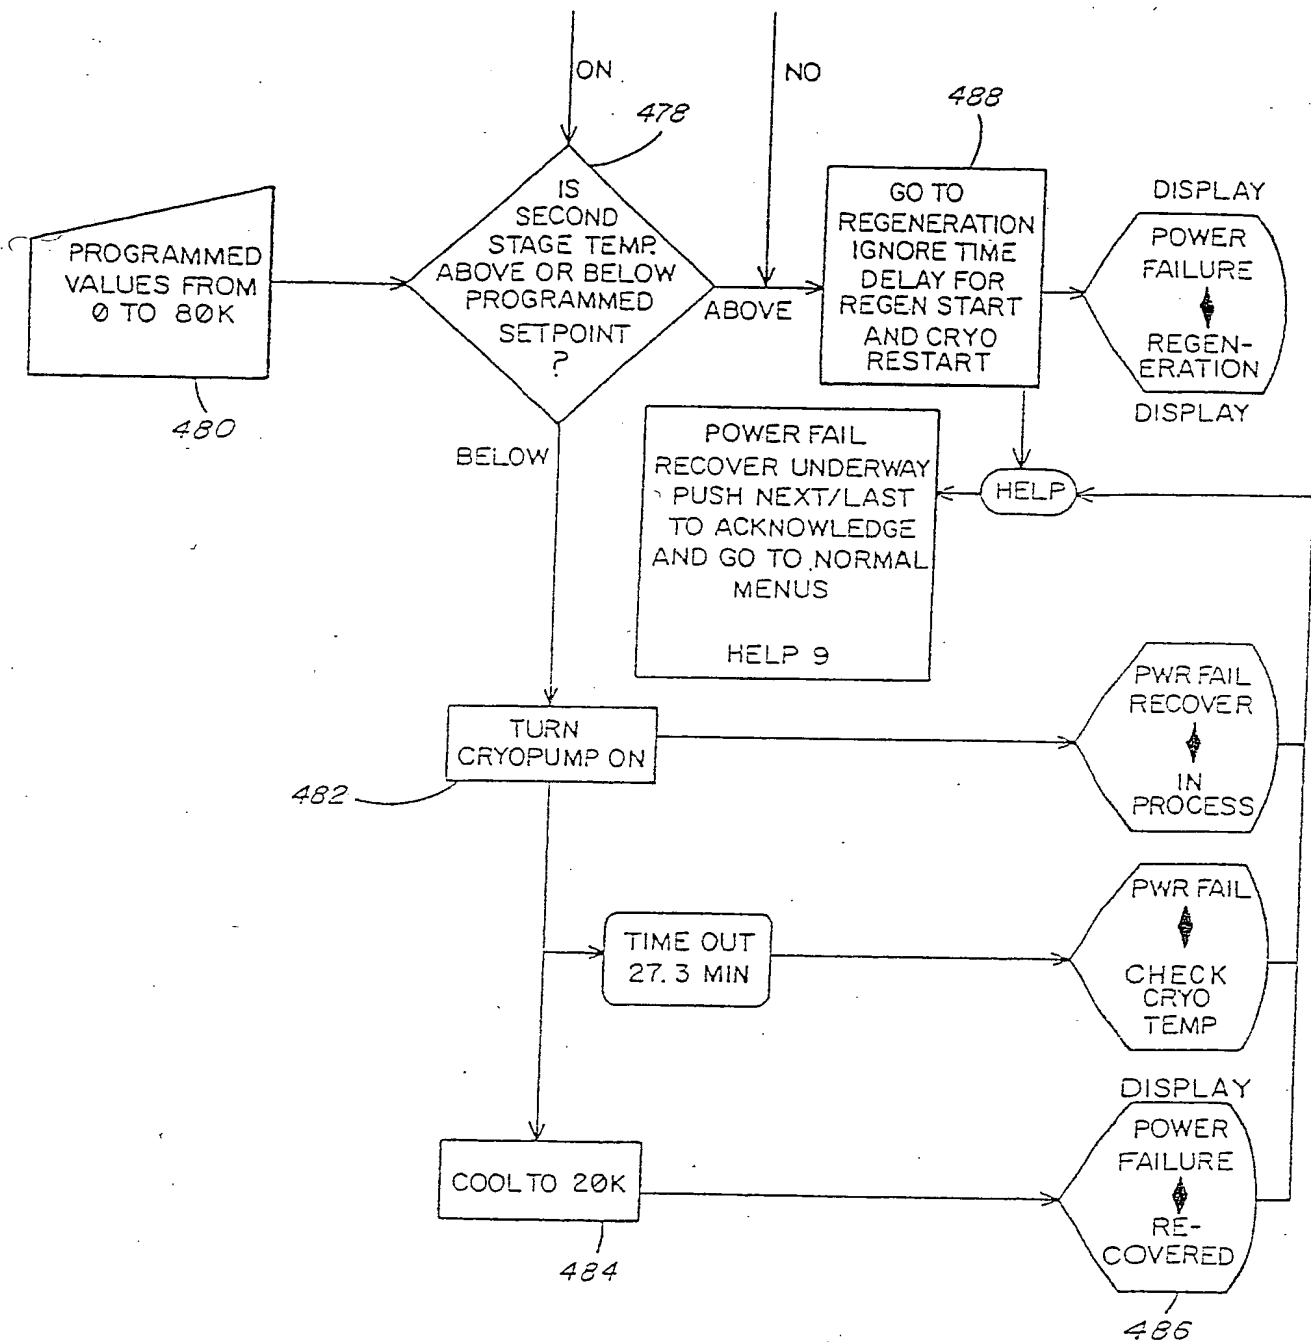 ON
NO
478
488
IS
SECOND
STAGE TEMP.
ABOVE OR BELOW
PROGRAMMED
SETPOINT
?
PROGRAMMED
VALUES FROM
0 TO 80K
480
ABOVE
GO TO
REGENERATION
IGNORE TIME
DELAY FOR
REGEN START
AND CRYO
RESTART
DISPLAY
POWER
FAILURE
REGEN-
ERATION
DISPLAY
BELOW
POWER FAIL
RECOVER UNDERWAY
PUSH NEXT/LAST
TO ACKNOWLEDGE
AND GO TO NORMAL
MENUS
HELP 9
HELP
TURN
CRYOPUMP ON
482
PWR FAIL
RECOVER
IN
PROCESS
TIME OUT
27.3 MIN
PWR FAIL
CHECK
CRYO
TEMP
COOL TO 20K
484
DISPLAY
POWER
FAILURE
RE-
COVERED
486